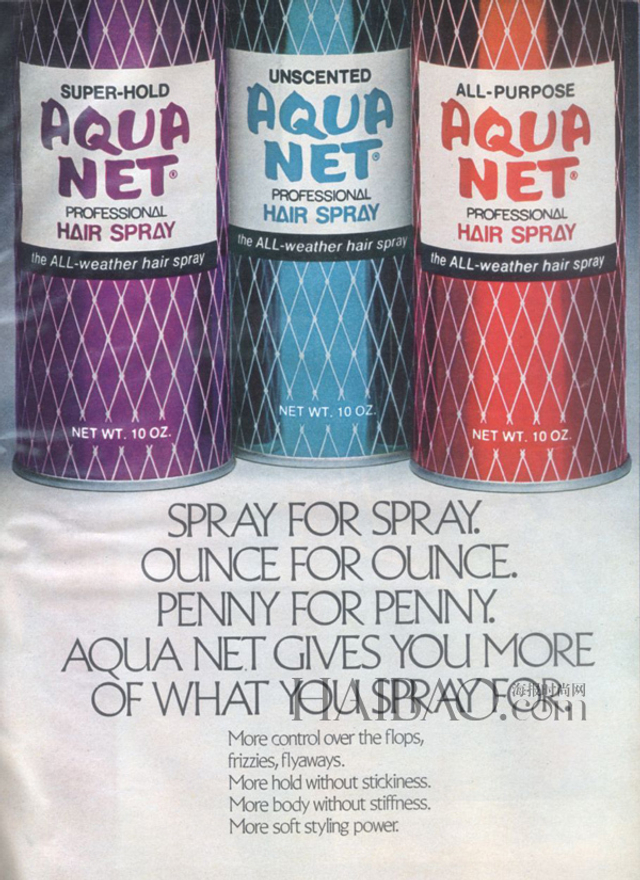 SUPER-HOLD
AQUA
NET®
PROFESSIONAL
HAIR SPRAY
the ALL-weather hair spray
NET WT. 10 OZ.
UNSCENTED
AQUA
NET®
PROFESSIONAL
HAIR SPRAY
the ALL-weather hair spray
NET WT. 10 OZ.
ALL-PURPOSE
AQUA
NET®
PROFESSIONAL
HAIR SPRAY
the ALL-weather hair spray
NET WT. 10 OZ.
SPRAY FOR SPRAY.
OUNCE FOR OUNCE.
PENNY FOR PENNY.
AQUA NET GIVES YOU MORE
OF WHAT YOU SPRAY FOR.
海报时尚网
HAIBAO.com
More control over the flops,
frizzies, flyaways.
More hold without stickiness.
More body without stiffness.
More soft styling power.